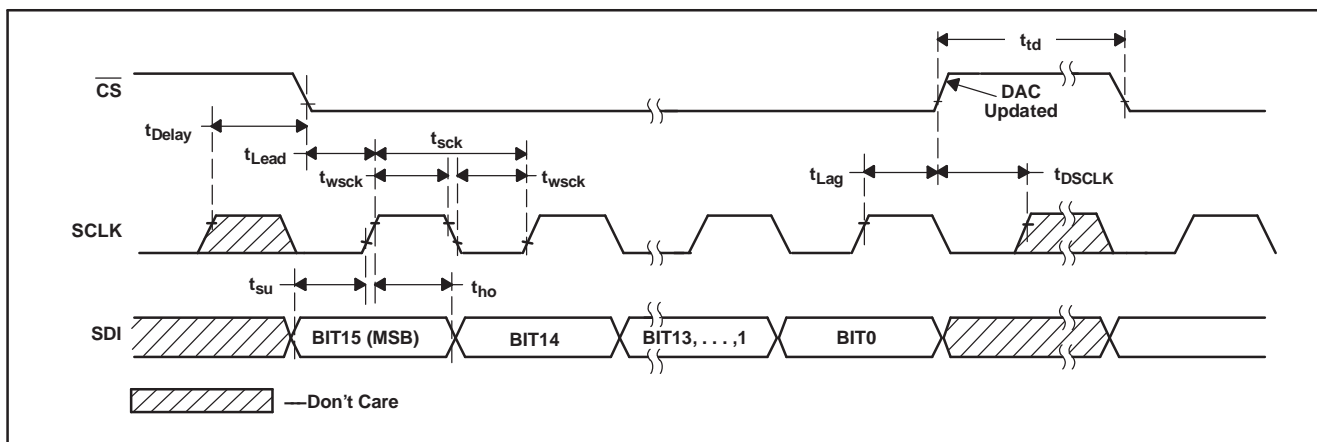 t_td
C̅S̅
DAC
Updated
t_Delay
t_Lead
t_sck
t_wsck
t_wsck
t_Lag
t_DSCLK
SCLK
t_su
t_ho
SDI
BIT15 (MSB)
BIT14
BIT13, . . . ,1
BIT0
Don't Care